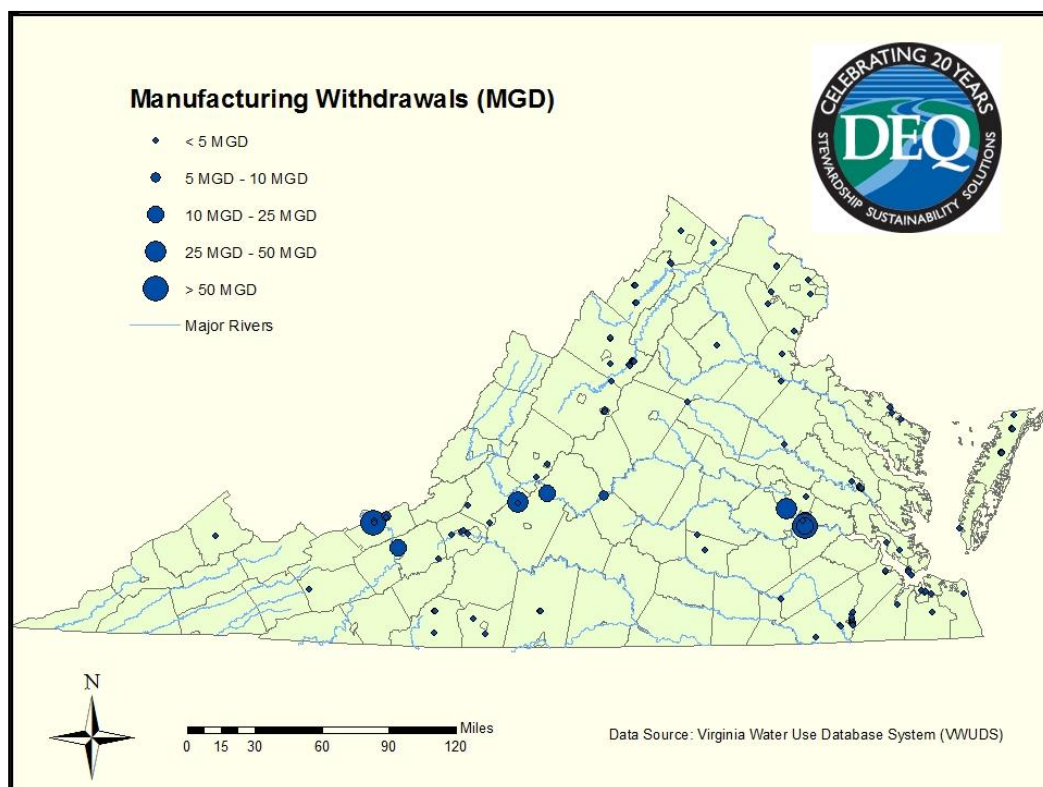 Manufacturing Withdrawals (MGD)
< 5 MGD
5 MGD - 10 MGD
10 MGD - 25 MGD
25 MGD - 50 MGD
> 50 MGD
Major Rivers
CELEBRATING 20 YEARS
DEQ
STEWARDSHIP SUSTAINABILITY SOLUTIONS
N
Miles
0 15 30 60 90 120
Data Source: Virginia Water Use Database System (VWUDS)